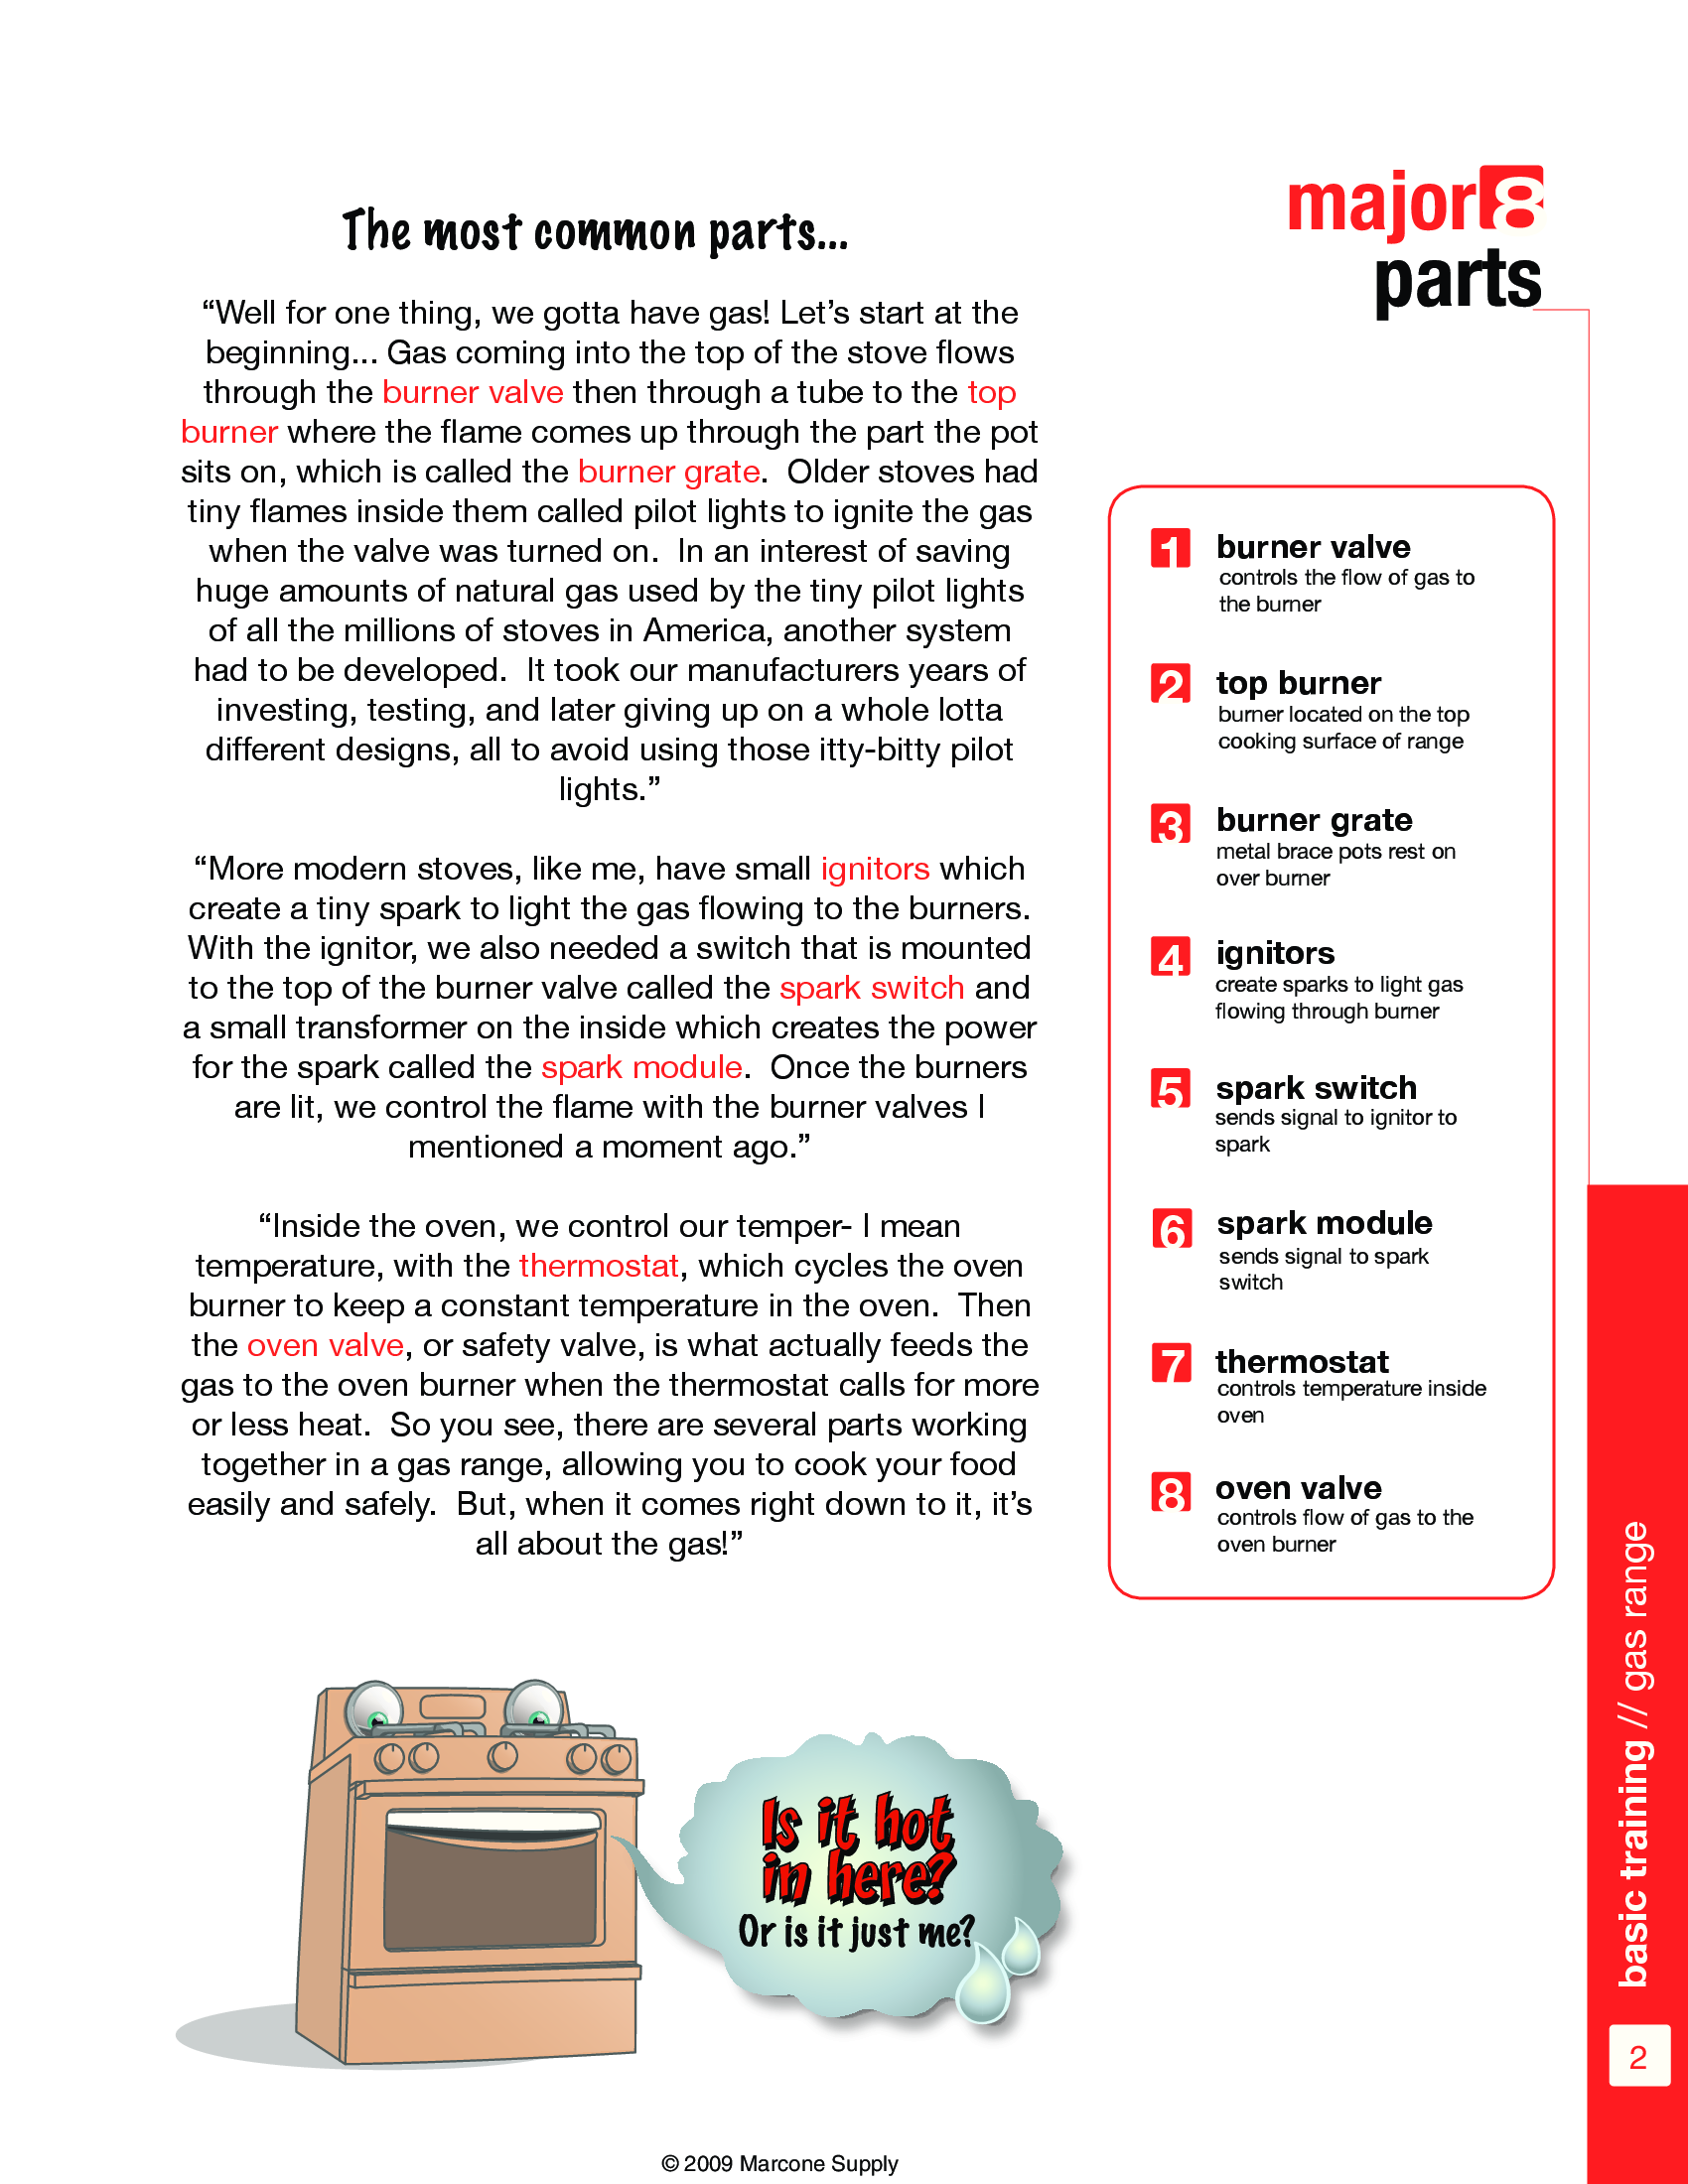 The most common parts...
“Well for one thing, we gotta have gas! Let’s start at the
beginning... Gas coming into the top of the stove flows
through the burner valve then through a tube to the top
burner where the flame comes up through the part the pot
sits on, which is called the burner grate.  Older stoves had
tiny flames inside them called pilot lights to ignite the gas
when the valve was turned on.  In an interest of saving
huge amounts of natural gas used by the tiny pilot lights
of all the millions of stoves in America, another system
had to be developed.  It took our manufacturers years of
investing, testing, and later giving up on a whole lotta
different designs, all to avoid using those itty-bitty pilot
lights.”
“More modern stoves, like me, have small ignitors which
create a tiny spark to light the gas flowing to the burners.
With the ignitor, we also needed a switch that is mounted
to the top of the burner valve called the spark switch and
a small transformer on the inside which creates the power
for the spark called the spark module.  Once the burners
are lit, we control the flame with the burner valves I
mentioned a moment ago.”
“Inside the oven, we control our temper- I mean
temperature, with the thermostat, which cycles the oven
burner to keep a constant temperature in the oven.  Then
the oven valve, or safety valve, is what actually feeds the
gas to the oven burner when the thermostat calls for more
or less heat.  So you see, there are several parts working
together in a gas range, allowing you to cook your food
easily and safely.  But, when it comes right down to it, it’s
all about the gas!”
major 8
parts
1 burner valve
controls the flow of gas to
the burner
2 top burner
burner located on the top
cooking surface of range
3 burner grate
metal brace pots rest on
over burner
4 ignitors
create sparks to light gas
flowing through burner
5 spark switch
sends signal to ignitor to
spark
6 spark module
sends signal to spark
switch
7 thermostat
controls temperature inside
oven
8 oven valve
controls flow of gas to the
oven burner
Is it hot
in here?
Or is it just me?
basic training // gas range
2
© 2009 Marcone Supply